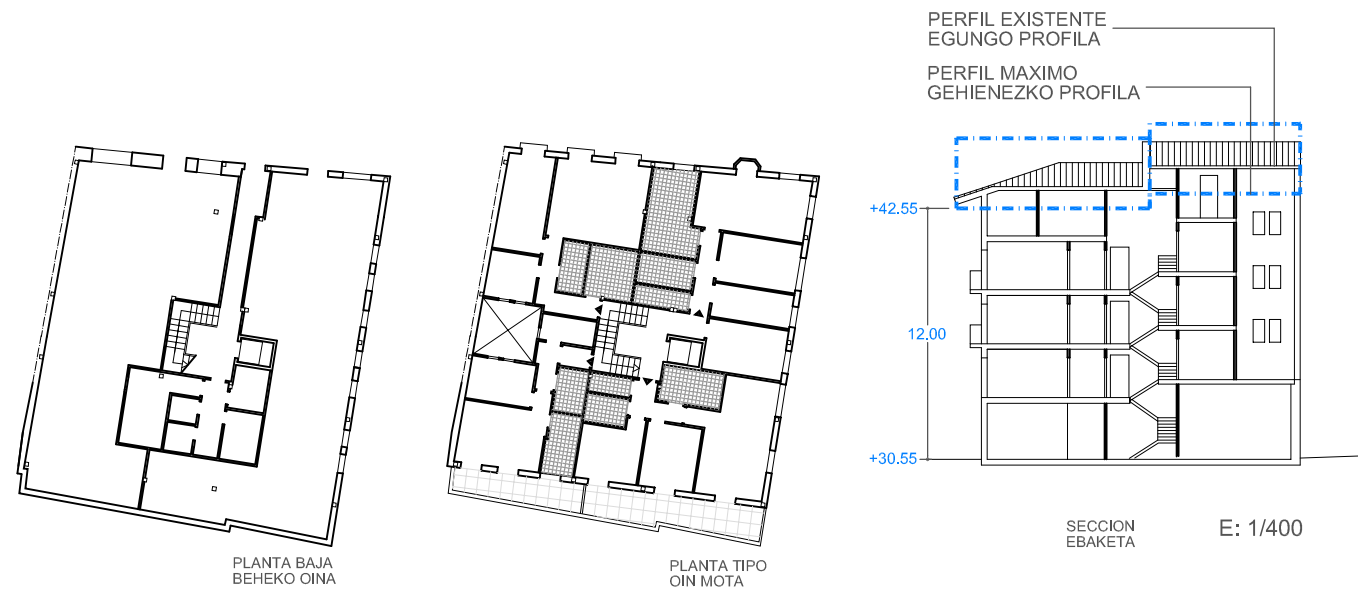 PERFIL EXISTENTE
EGUNGO PROFILA
PERFIL MAXIMO
GEHIENEZKO PROFILA
+42.55
12.00
+30.55
SECCION
EBAKETA
E: 1/400
PLANTA BAJA
BEHEKO OINA
PLANTA TIPO
OIN MOTA